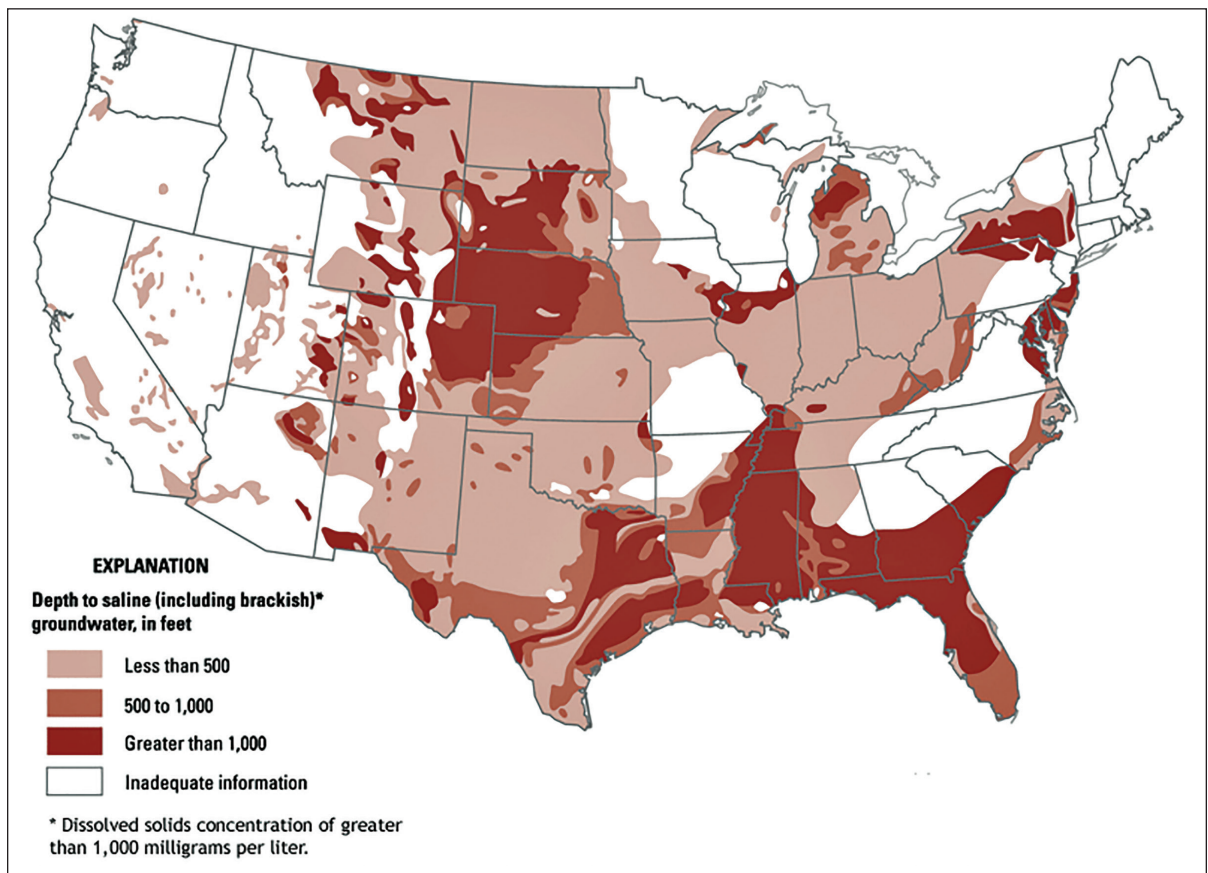 EXPLANATION
Depth to saline (including brackish)*
groundwater, in feet
Less than 500
500 to 1,000
Greater than 1,000
Inadequate information
* Dissolved solids concentration of greater
than 1,000 milligrams per liter.